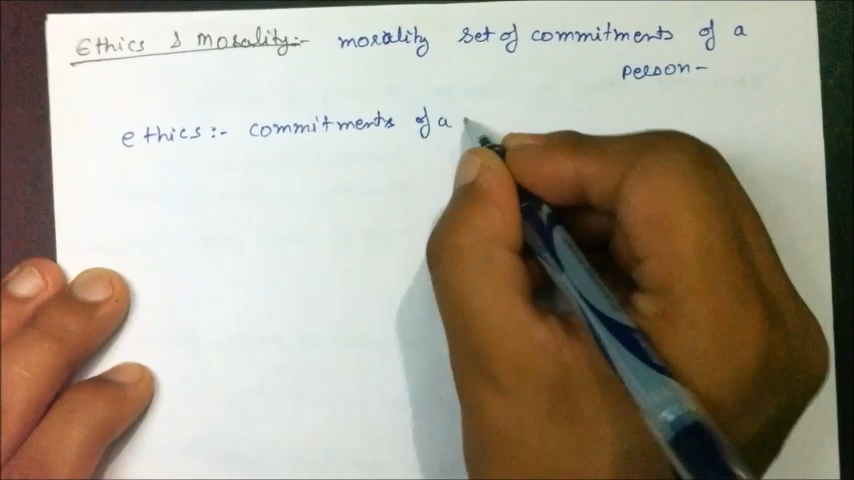 Ethics & Morality:- morality set of commitments of a
person-
ethics:- commitments of a